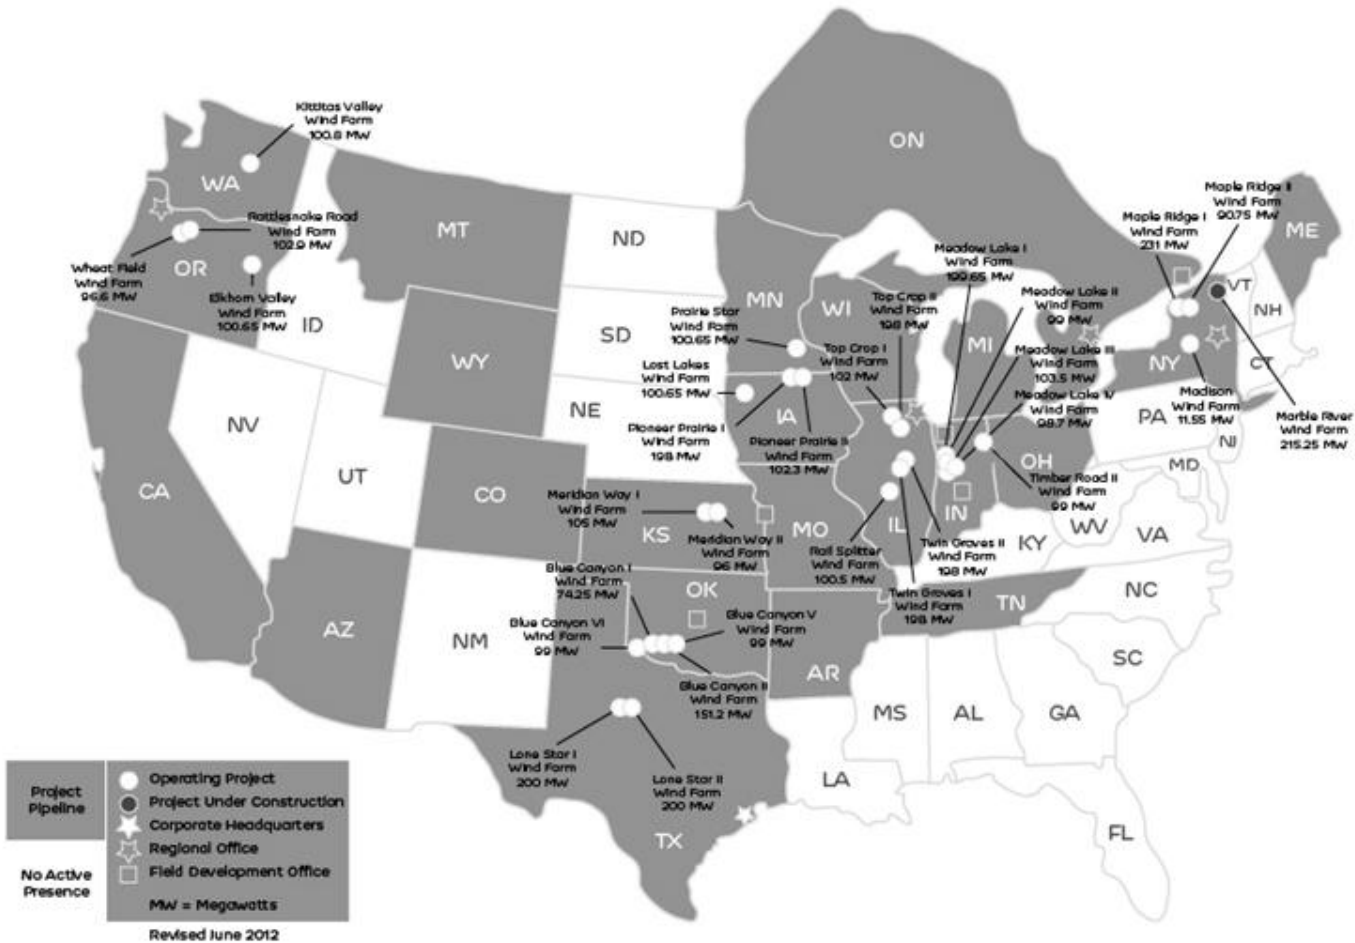 Kittitas Valley
Wind Farm
100.8 MW
ON
WA
Rattlesnake Road
Wind Farm
102.9 MW
Wheat Field
Wind Farm
96.6 MW
OR
Elkhorn Valley
Wind Farm
100.65 MW
ID
MT
ND
SD
WY
NE
NV
UT
CO
CA
AZ
NM
MN
WI
MI
IA
Prairie Star
Wind Farm
100.65 MW
Lost Lakes
Wind Farm
100.65 MW
Pioneer Prairie I
Wind Farm
198 MW
Pioneer Prairie II
Wind Farm
102.3 MW
Top Crop II
Wind Farm
198 MW
Top Crop I
Wind Farm
102 MW
Meadow Lake I
Wind Farm
199.65 MW
Meadow Lake II
Wind Farm
99 MW
Meadow Lake III
Wind Farm
103.5 MW
Meadow Lake IV
Wind Farm
98.7 MW
Maple Ridge II
Wind Farm
90.75 MW
Maple Ridge I
Wind Farm
231 MW
ME
VT
NH
NY
CT
Madison
Wind Farm
11.55 MW
Marble River
Wind Farm
215.25 MW
PA
NJ
MD
OH
Timber Road II
Wind Farm
99 MW
WV
VA
KY
IN
IL
Twin Groves II
Wind Farm
198 MW
Rail Splitter
Wind Farm
100.5 MW
Twin Groves I
Wind Farm
198 MW
MO
Meridian Way I
Wind Farm
105 MW
KS
Meridian Way II
Wind Farm
96 MW
Blue Canyon I
Wind Farm
74.25 MW
OK
Blue Canyon VI
Wind Farm
99 MW
Blue Canyon V
Wind Farm
99 MW
Blue Canyon II
Wind Farm
151.2 MW
TN
NC
SC
AR
MS
AL
GA
LA
FL
Lone Star I
Wind Farm
200 MW
Lone Star II
Wind Farm
200 MW
TX
Project
Pipeline
No Active
Presence
Operating Project
Project Under Construction
Corporate Headquarters
Regional Office
Field Development Office
MW = Megawatts
Revised June 2012